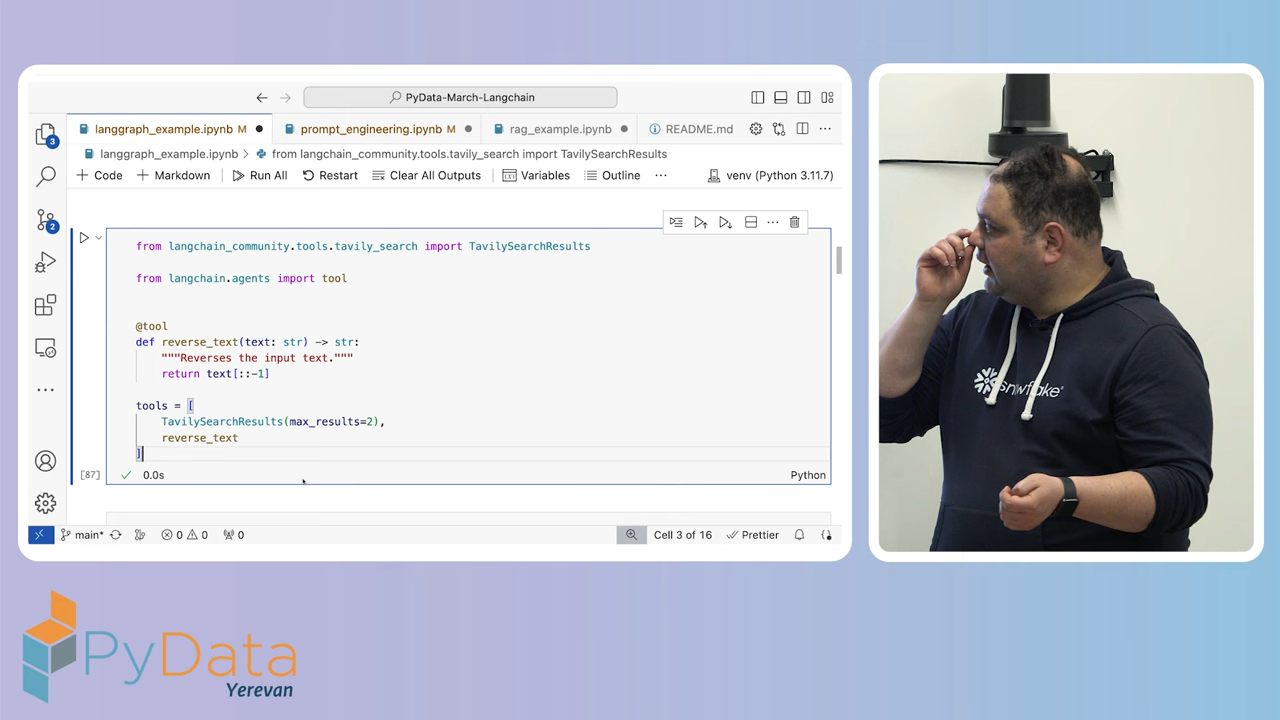 PyData-March-Langchain
langgraph_example.ipynb M
prompt_engineering.ipynb M
rag_example.ipynb
README.md
langgraph_example.ipynb > from langchain_community.tools.tavily_search import TavilySearchResults
+ Code + Markdown Run All Restart Clear All Outputs Variables Outline ... venv (Python 3.11.7)
from langchain_community.tools.tavily_search import TavilySearchResults
from langchain.agents import tool
@tool
def reverse_text(text: str) -> str:
"""Reverses the input text."""
return text[::-1]
tools = [
TavilySearchResults(max_results=2),
reverse_text
]
[87] 0.0s Python
3
2
main* 0 0 0 Cell 3 of 16 Prettier
snowflake
PyData
Yerevan